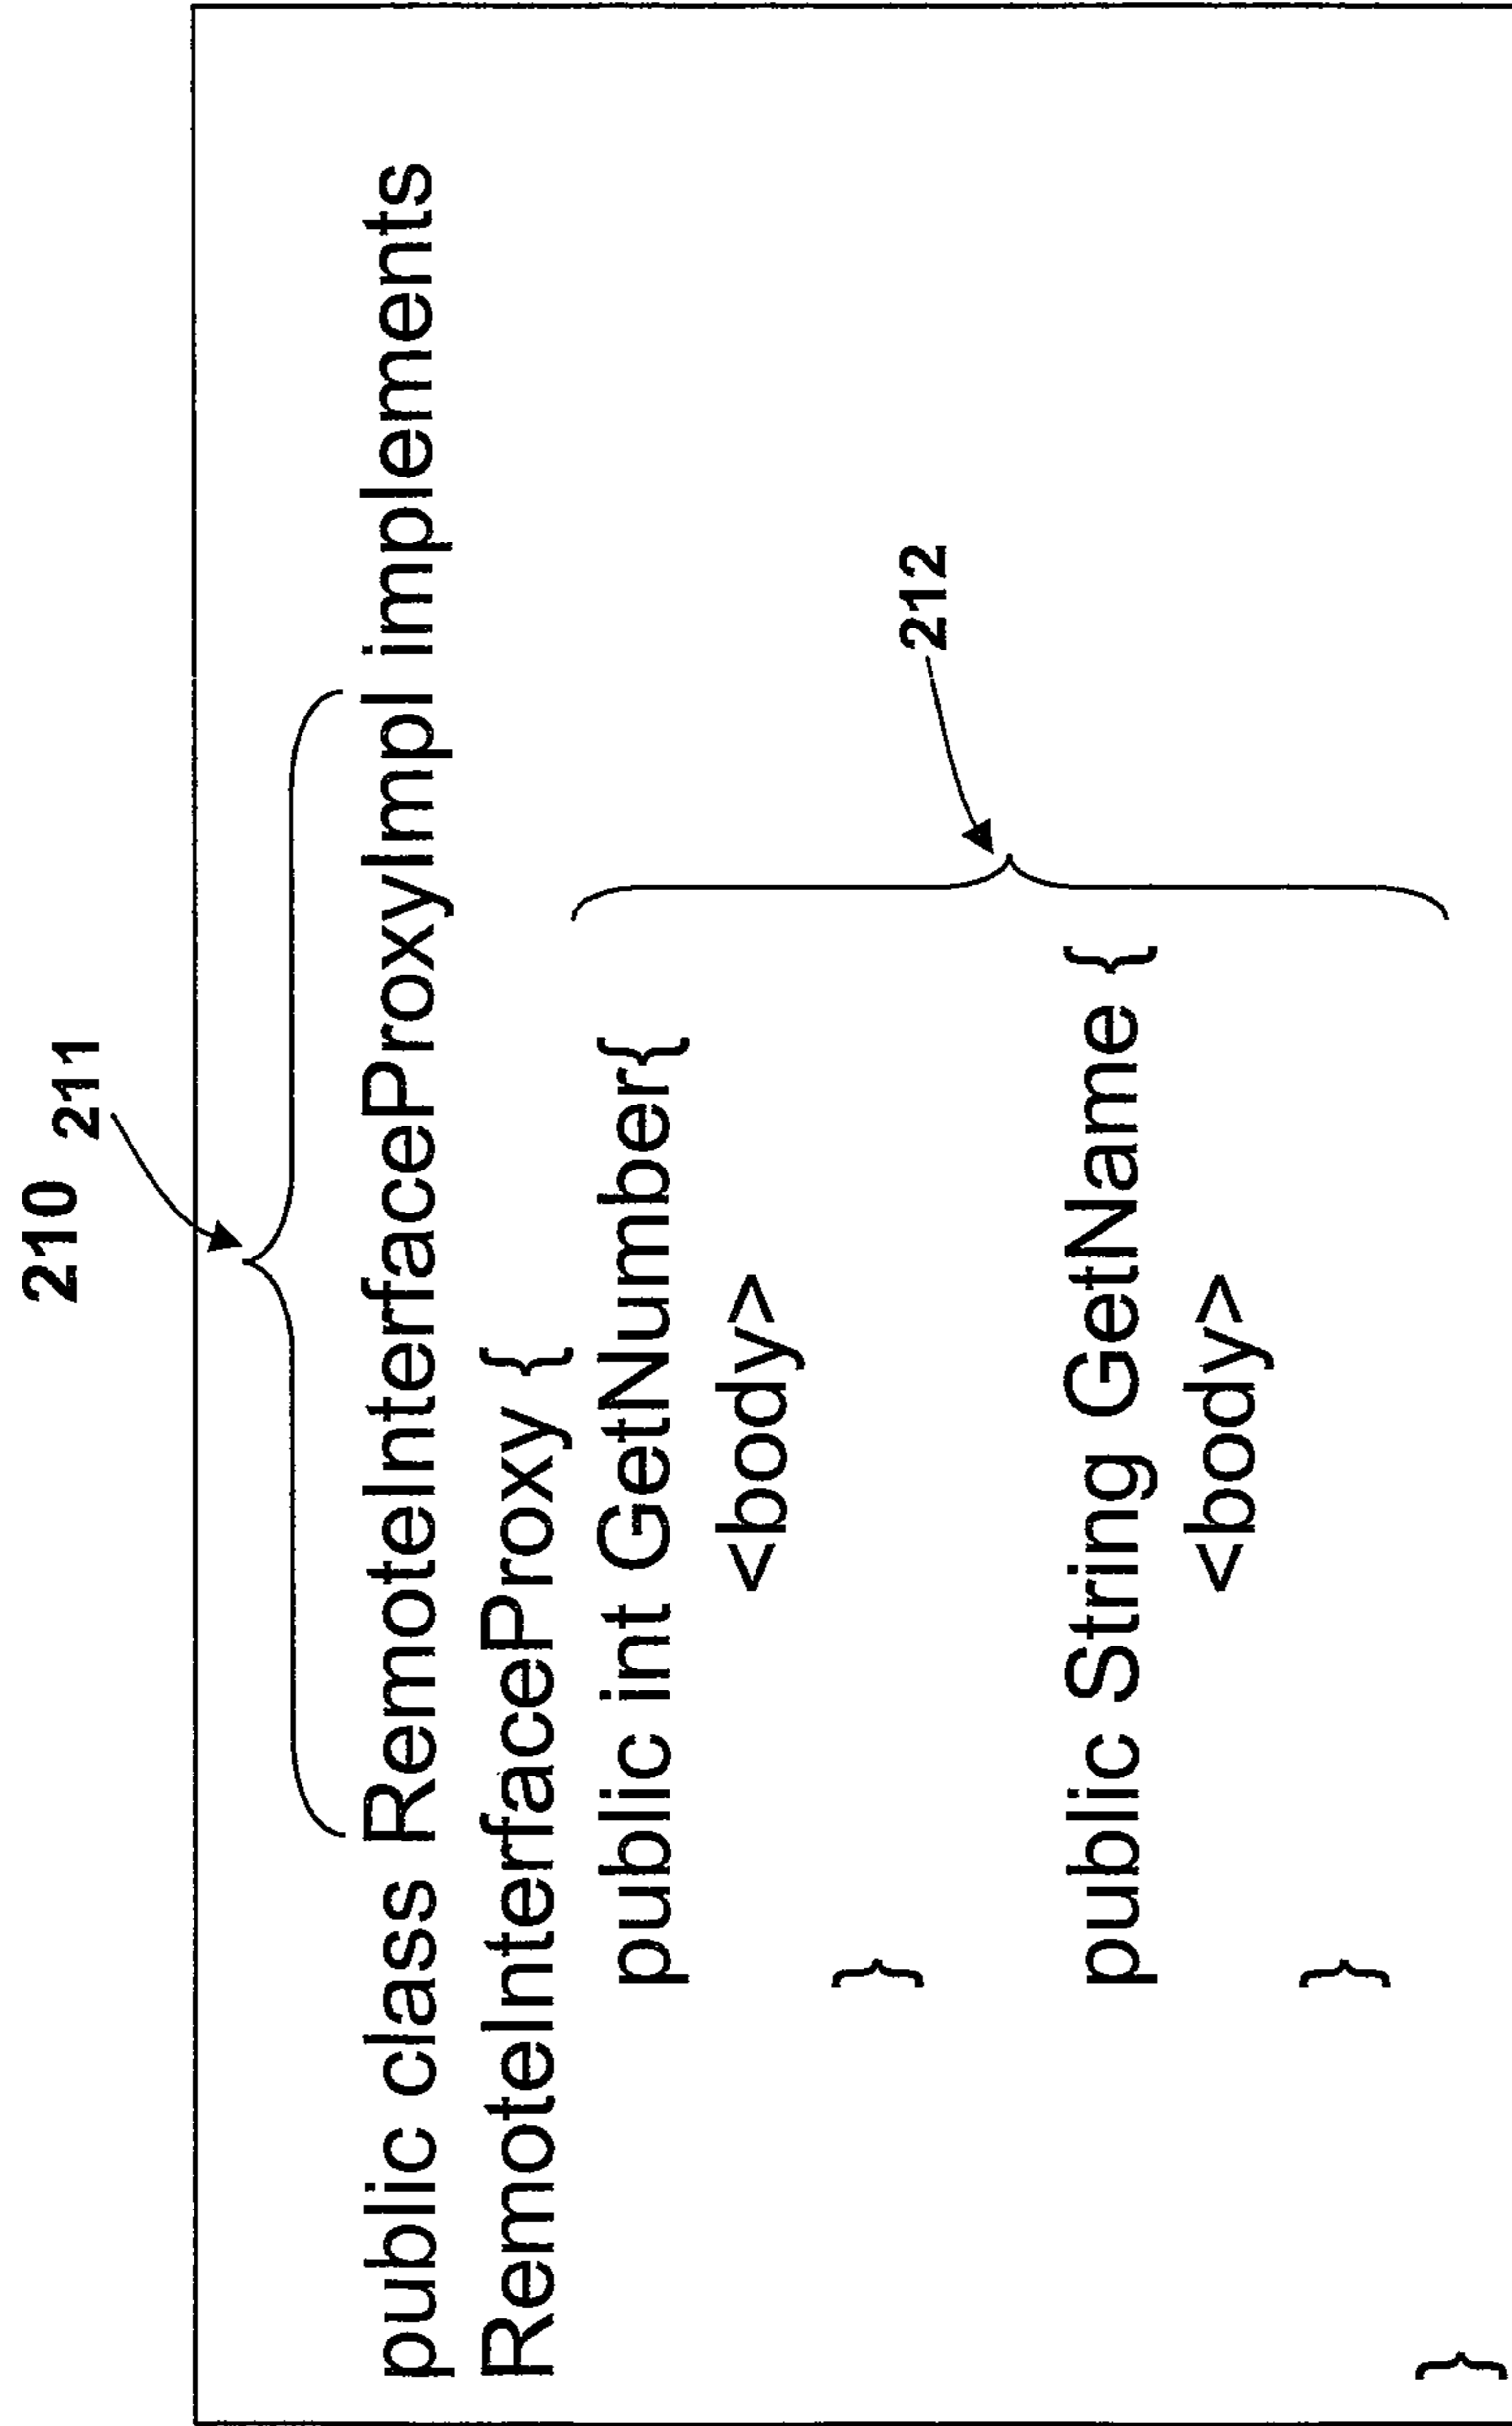 210
211
public class RemoteInterfaceProxyImpl implements
RemoteInterfaceProxy {
public int GetNumber{
<body>
}
212
public String GetName {
<body>
}
}